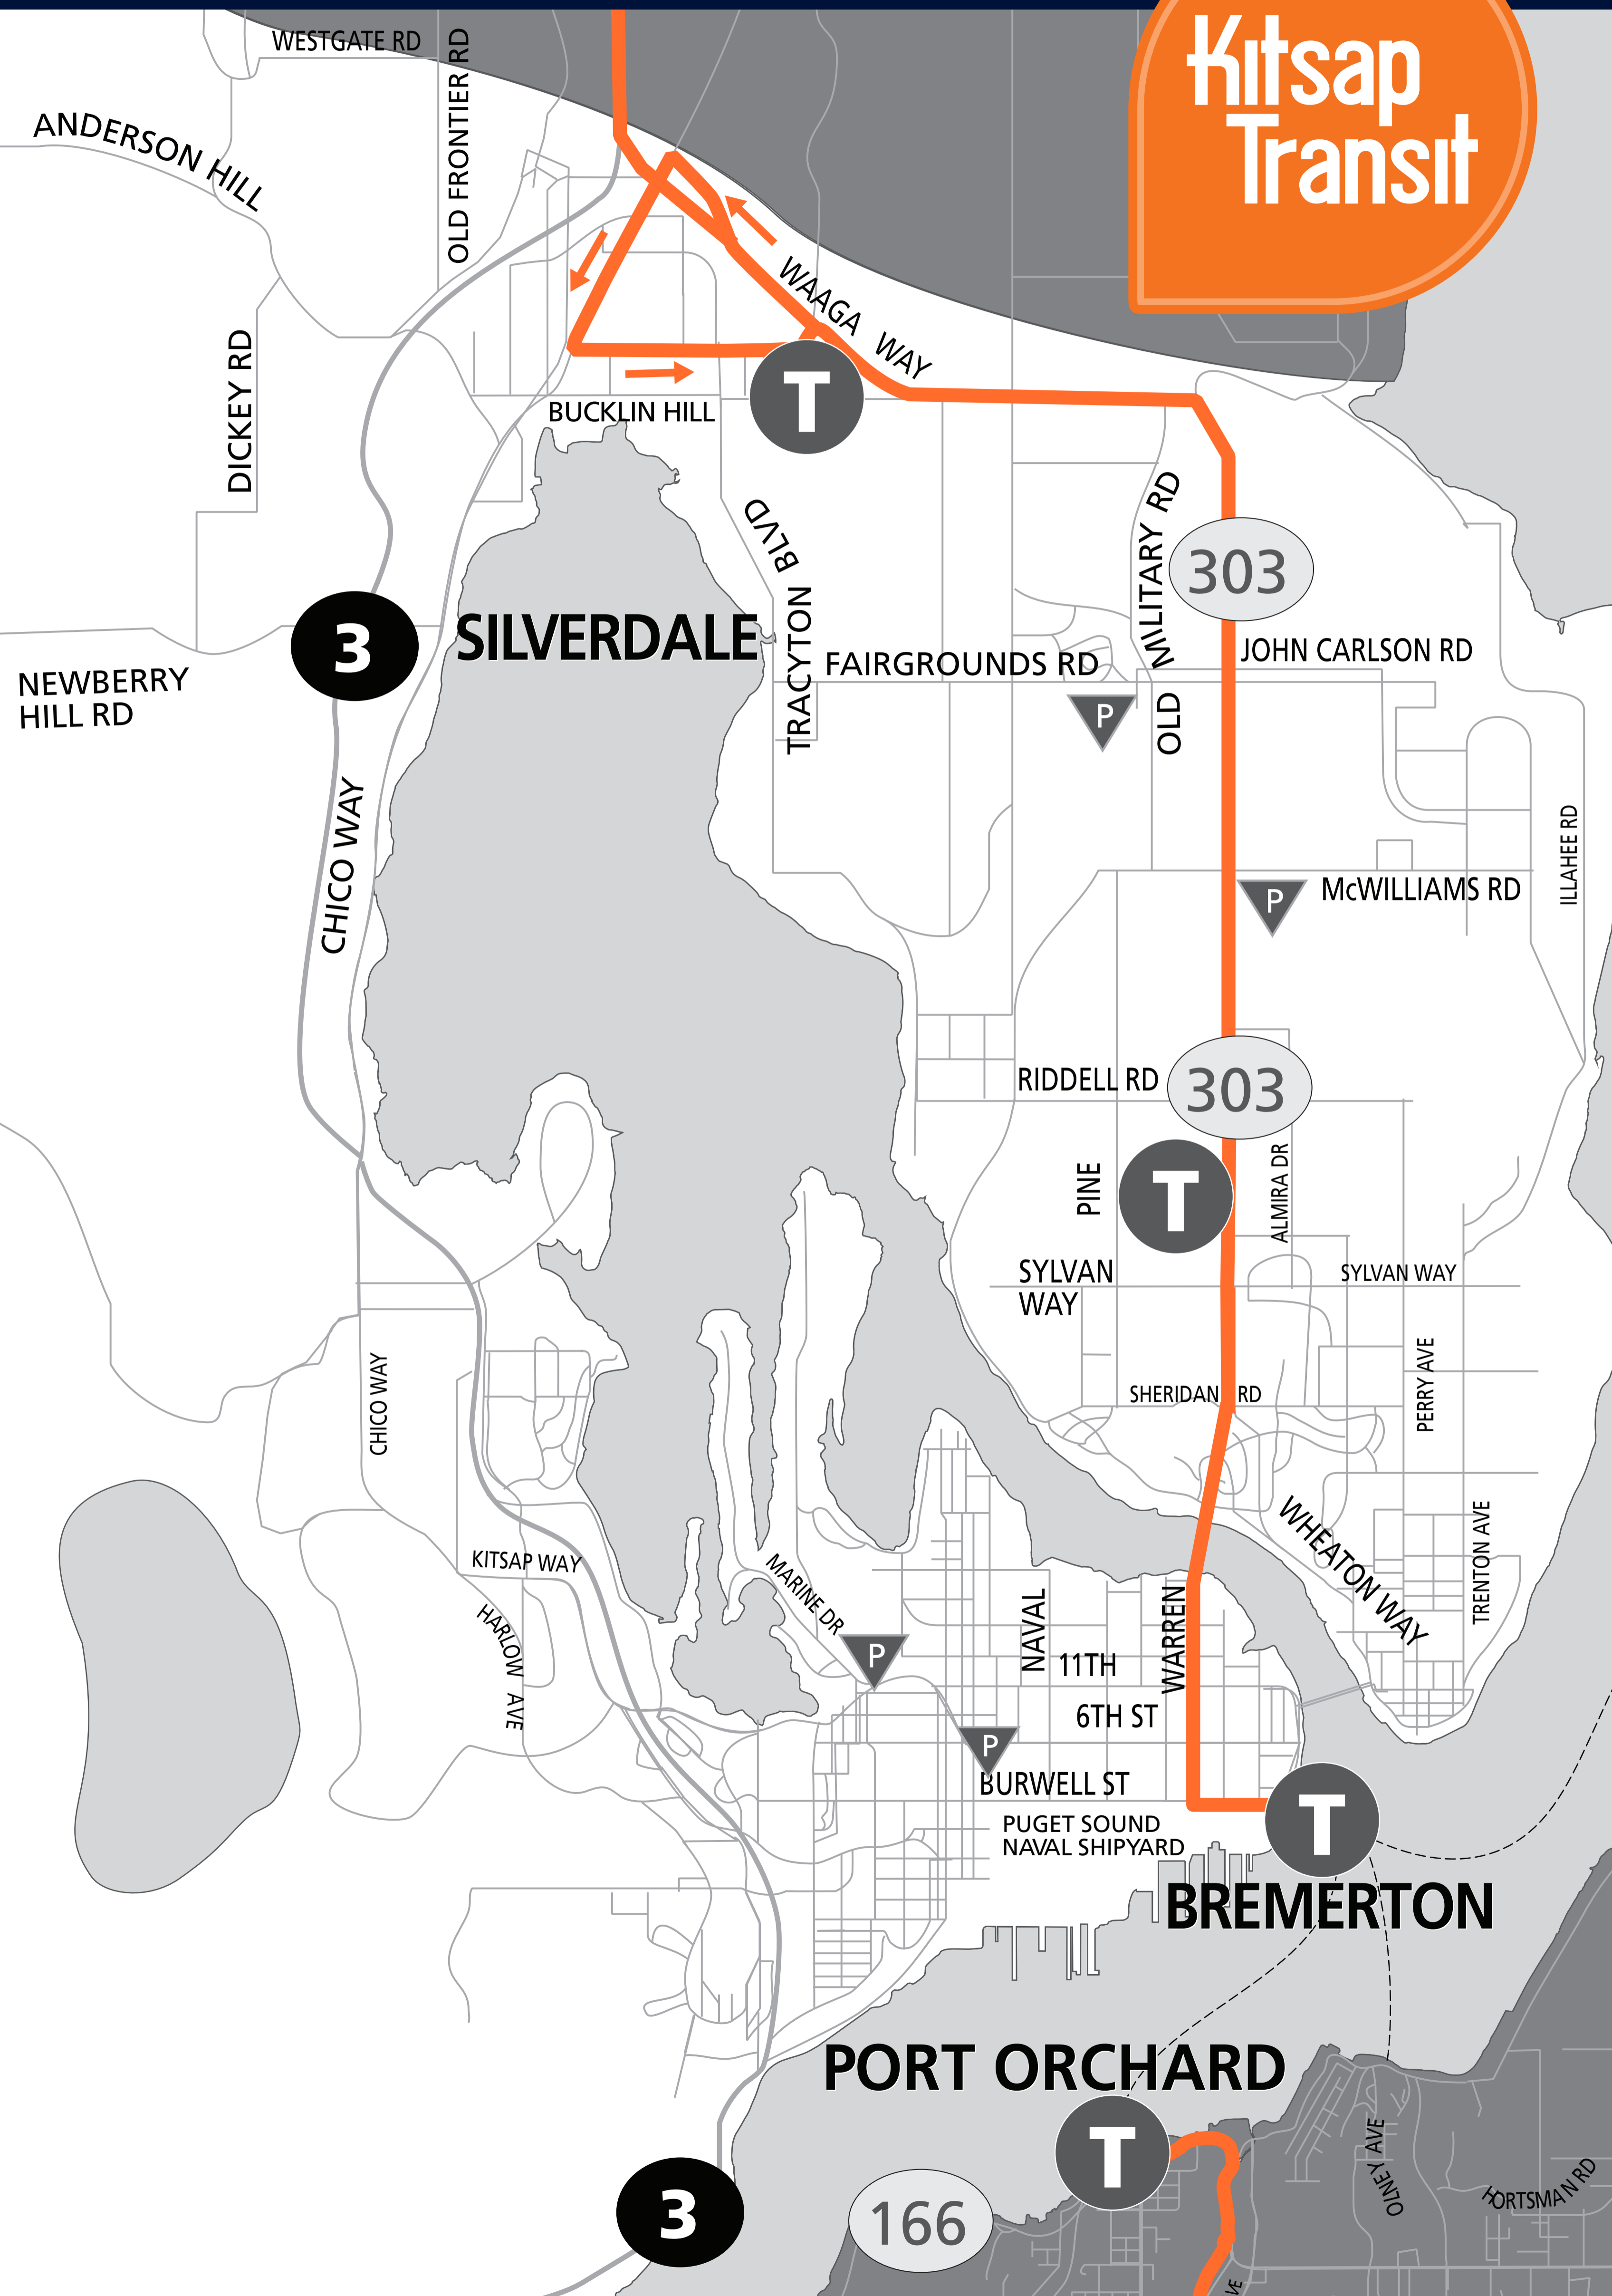 Kitsap
Transit
WESTGATE RD
OLD FRONTIER RD
ANDERSON HILL
WAAGA WAY
DICKEY RD
T
BUCKLIN HILL
OLD MILITARY RD
TRACYTON BLVD
303
3
SILVERDALE
JOHN CARLSON RD
FAIRGROUNDS RD
NEWBERRY
HILL RD
P
CHICO WAY
ILLAHEE RD
P
McWILLIAMS RD
RIDDELL RD
303
PINE
T
ALMIRA DR
SYLVAN
WAY
SYLVAN WAY
CHICO WAY
SHERIDAN RD
PERRY AVE
KITSAP WAY
WHEATON WAY
TRENTON AVE
MARINE DR
HARLOW AVE
NAVAL
WARREN
P
11TH
6TH ST
P
BURWELL ST
PUGET SOUND
NAVAL SHIPYARD
T
BREMERTON
PORT ORCHARD
T
OLNEY AVE
HORTSMAN RD
3
166
VE